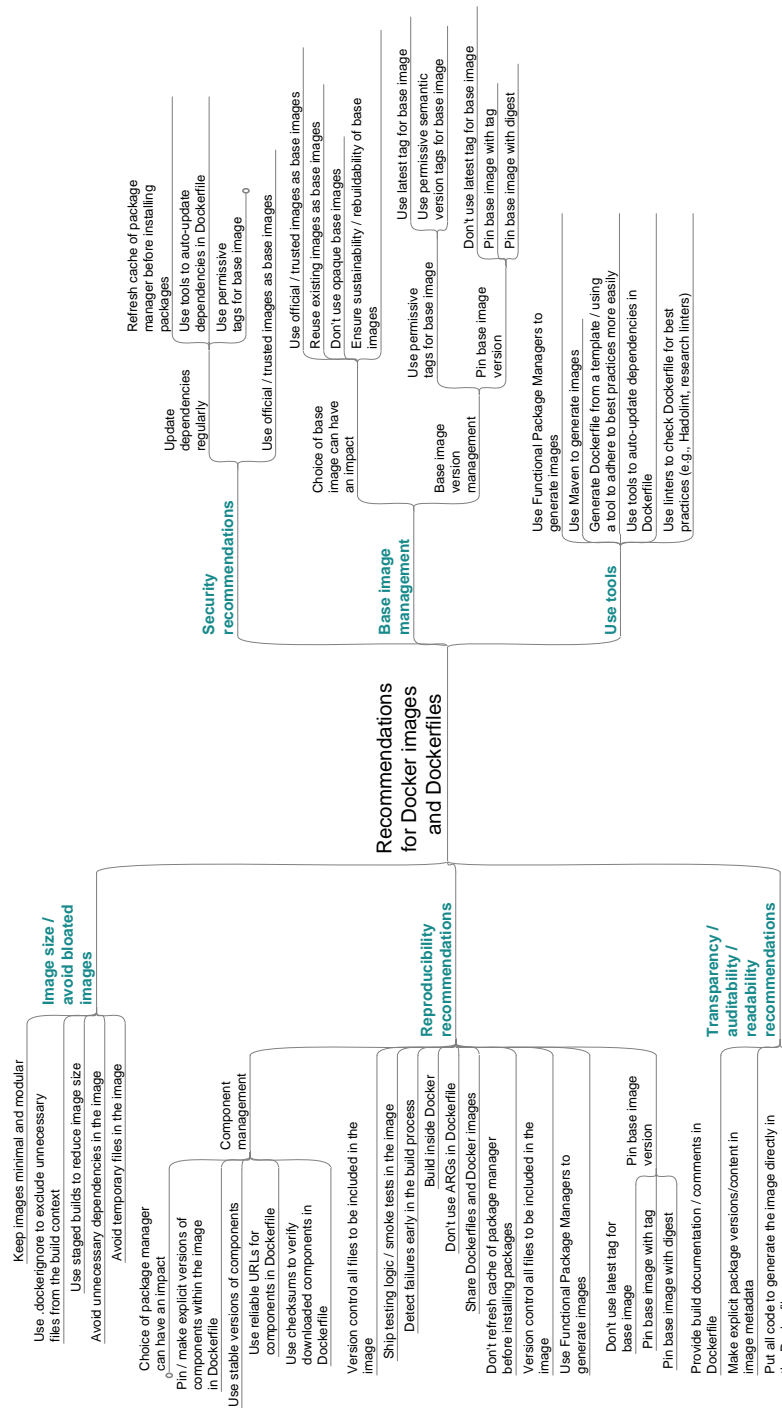 Recommendations
for Docker images
and Dockerfiles
Image size /
avoid bloated
images
Keep images minimal and modular
Use .dockerignore to exclude unnecessary
files from the build context
Use staged builds to reduce image size
Avoid unnecessary dependencies in the image
Avoid temporary files in the image
Reproducibility
recommendations
Component
management
Choice of package manager
can have an impact
Pin / make explicit versions of
components within the image
in Dockerfile
Use stable versions of components
Use reliable URLs for
components in Dockerfile
Use checksums to verify
downloaded components in
Dockerfile
Version control all files to be included in the
image
Ship testing logic / smoke tests in the image
Detect failures early in the build process
Build inside Docker
Don't use ARGs in Dockerfile
Share Dockerfiles and Docker images
Don't refresh cache of package manager
before installing packages
Version control all files to be included in the
image
Use Functional Package Managers to
generate images
Pin base image
version
Don't use latest tag for
base image
Pin base image with tag
Pin base image with digest
Transparency /
auditability /
readability
recommendations
Provide build documentation / comments in
Dockerfile
Make explicit package versions/content in
image metadata
Put all code to generate the image directly in
Security
recommendations
Update
dependencies
regularly
Refresh cache of package
manager before installing
packages
Use tools to auto-update
dependencies in Dockerfile
Use permissive
tags for base image
Use official / trusted images as base images
Base image
management
Choice of base
image can have
an impact
Use official / trusted images as base images
Reuse existing images as base images
Don't use opaque base images
Ensure sustainability / rebuildability of base
images
Base image
version
management
Use permissive
tags for base image
Use latest tag for base image
Use permissive semantic
version tags for base image
Pin base image
version
Don't use latest tag for base image
Pin base image with tag
Pin base image with digest
Use tools
Use Functional Package Managers to
generate images
Use Maven to generate images
Generate Dockerfile from a template / using
a tool to adhere to best practices more easily
Use tools to auto-update dependencies in
Dockerfile
Use linters to check Dockerfile for best
practices (e.g., Hadolint, research linters)